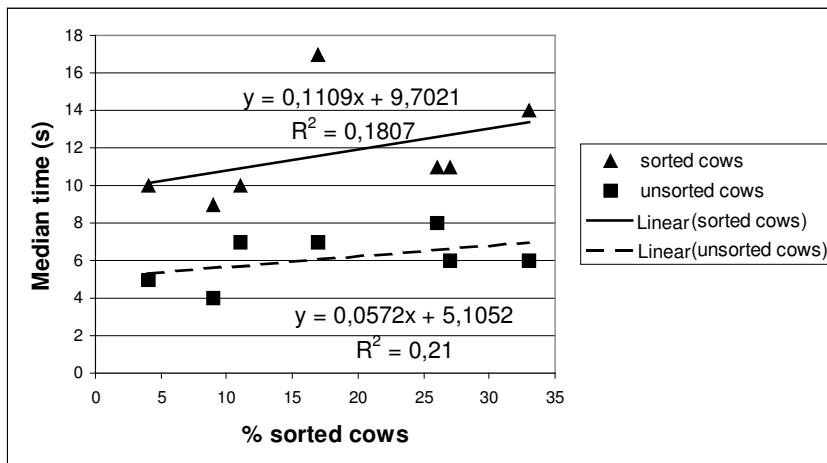 18
16
14
12
10
8
6
4
2
0
Median time (s)
y = 0,1109x + 9,7021
R² = 0,1807
y = 0,0572x + 5,1052
R² = 0,21
0 5 10 15 20 25 30 35
% sorted cows
sorted cows
unsorted cows
Linear (sorted cows)
Linear (unsorted cows)